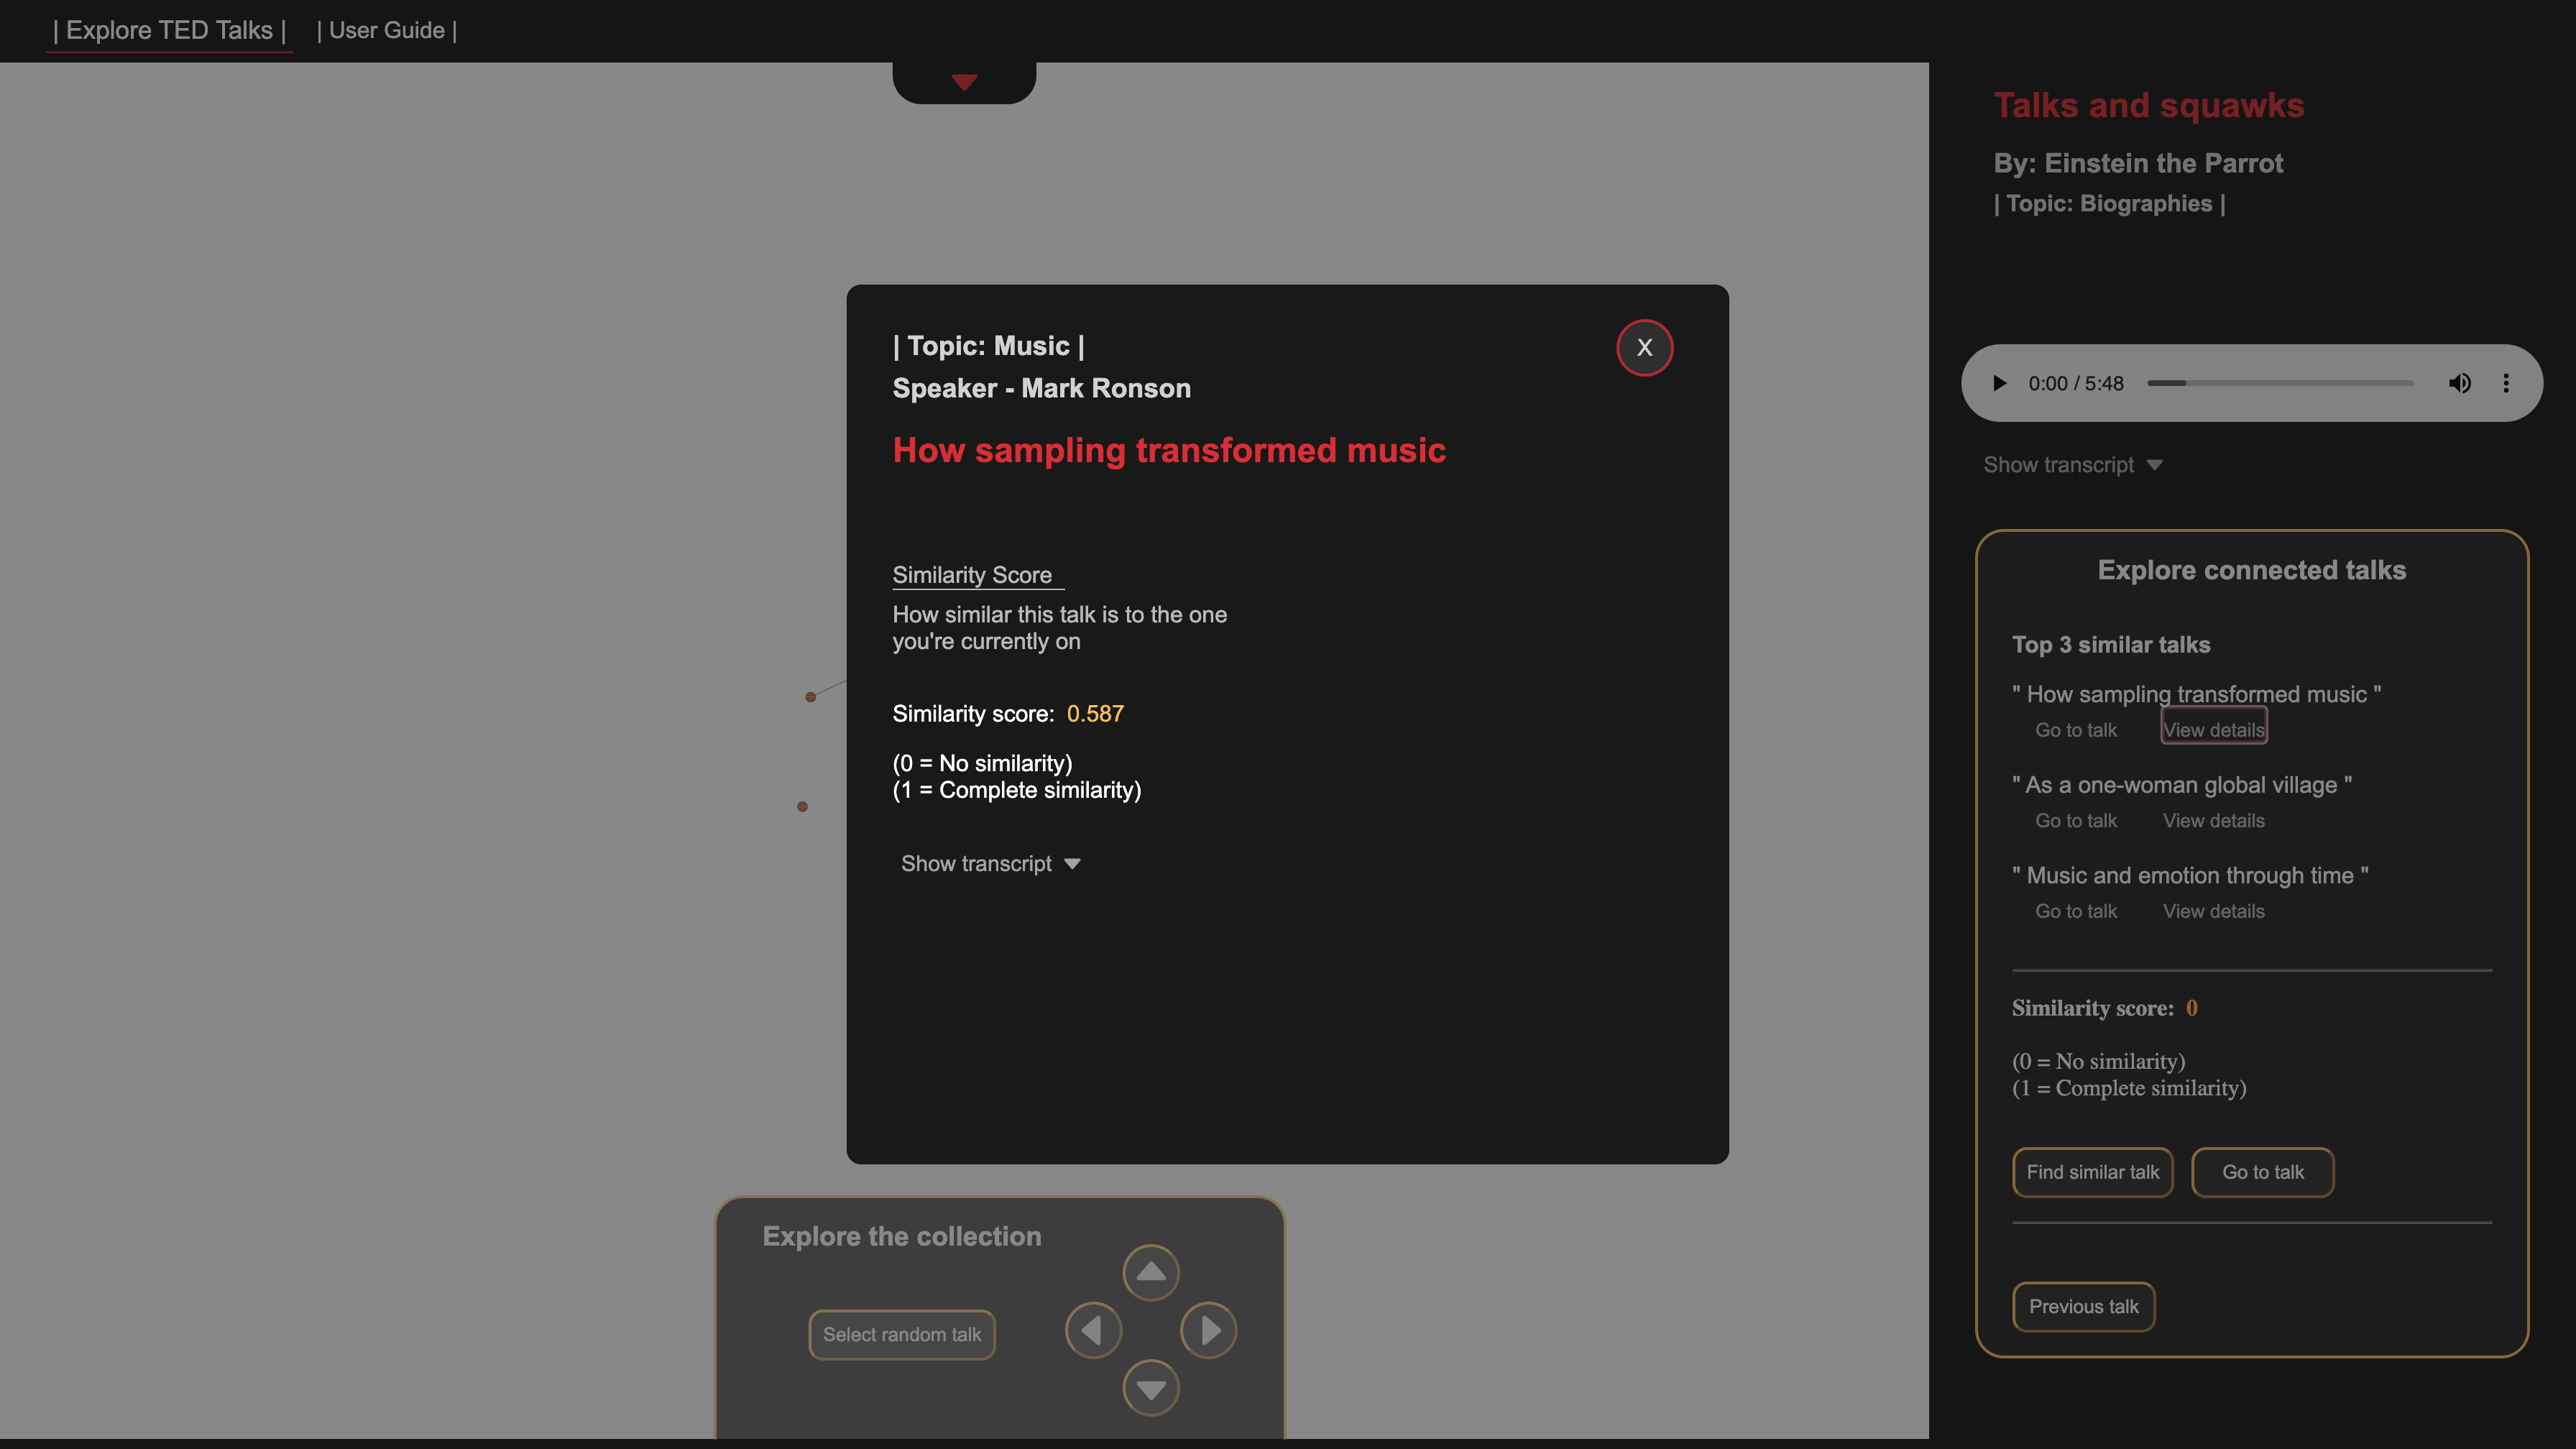 | Explore TED Talks | | User Guide |
| Topic: Music |
X
Speaker - Mark Ronson
How sampling transformed music
Similarity Score
How similar this talk is to the one
you're currently on
Similarity score: 0.587
(0 = No similarity)
(1 = Complete similarity)
Show transcript
Explore the collection
Select random talk
Talks and squawks
By: Einstein the Parrot
| Topic: Biographies |
0:00 / 5:48
Show transcript
Explore connected talks
Top 3 similar talks
" How sampling transformed music "
Go to talk View details
" As a one-woman global village "
Go to talk View details
" Music and emotion through time "
Go to talk View details
Similarity score: 0
(0 = No similarity)
(1 = Complete similarity)
Find similar talk Go to talk
Previous talk